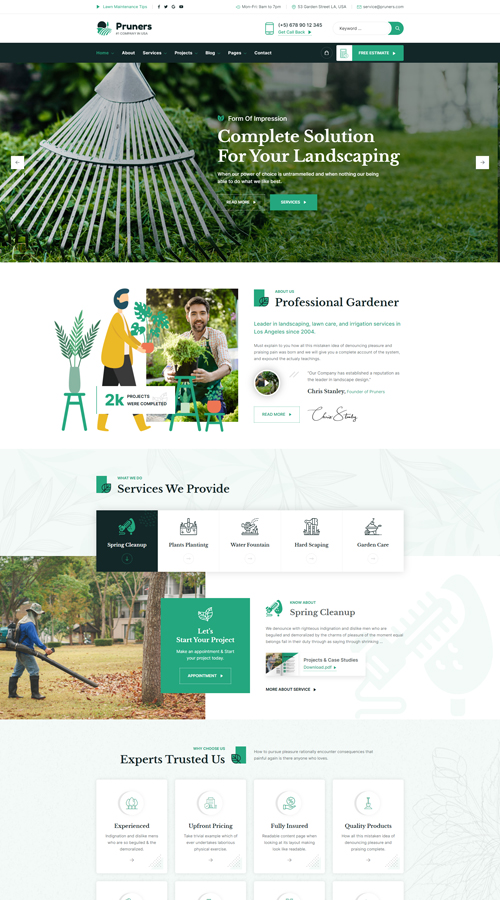 Lawn Maintenance Tips
Mon-Fri: 9am to 7pm
53 Garden Street LA, USA
service@pruners.com
Pruners
#1 COMPANY IN USA
(+5) 678 90 12 345
Get Call Back
Keyword ...
Home
About
Services
Projects
Blog
Pages
Contact
FREE ESTIMATE
Form Of Impression
Complete Solution
For Your Landscaping
When our power of choice is untrammelled and when nothing our being
able to do what we like best.
READ MORE
SERVICES
ABOUT US
Professional Gardener
Leader in landscaping, lawn care, and irrigation services in
Los Angeles since 2004.
Must explain to you how all this mistaken idea of denouncing pleasure and
praising pain was born and we will give you a complete account of the system,
and expound the actualy teachings.
"Our Company has established a reputation as
the leader in landscape design."
Chris Stanley, Founder of Pruners
READ MORE
Chris Stanley
2k
PROJECTS
WERE COMPLETED
WHAT WE DO
Services We Provide
Spring Cleanup
Plants Planting
Water Fountain
Hard Scaping
Garden Care
Let's
Start Your Project
Make an appointment & Start
your project today.
APPOINTMENT
KNOW ABOUT
Spring Cleanup
We denounce with righteous indignation and dislike men who are
beguiled and demoralized by the charms of pleasure of the moment equal
belongs fail in their duty through as saying through shrinking ...
Projects & Case Studies
Download pdf
MORE ABOUT SERVICE
WHY CHOOSE US
Experts Trusted Us
How to pursue pleasure rationally encounter consequences that
painful again is there anyone who loves.
Experienced
Indignation and dislike mens
who are so beguiled & the
demoralized.
Upfront Pricing
Take trivial example which of
ever undertakes laborious
physical exercise.
Fully Insured
Readable content page when
looking at its layout making
look like readable.
Quality Products
How all this mistaken idea of
denouncing pleasure and
praising complete.